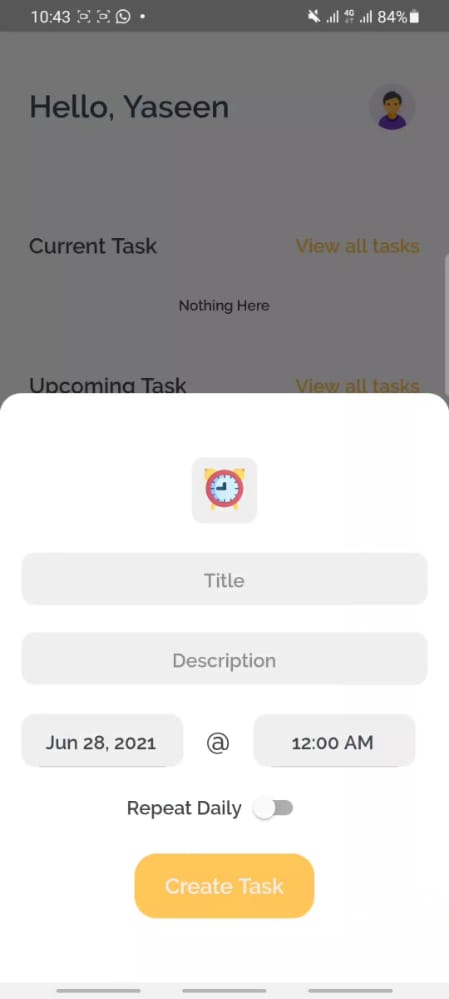 10:43 4G 84%
Hello, Yaseen
Current Task View all tasks
Nothing Here
Upcoming Task View all tasks
Title
Description
Jun 28, 2021 @ 12:00 AM
Repeat Daily
Create Task